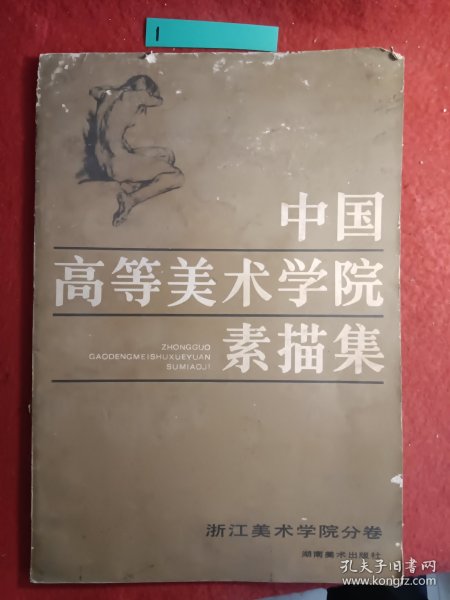 1
中国
高等美术学院
ZHONGGUO
GAODENGMEISHUXUEYUAN
SUMIAOJI
素描集
浙江美术学院分卷
湖南美术出版社
孔夫子旧书网
www.kongfz.com